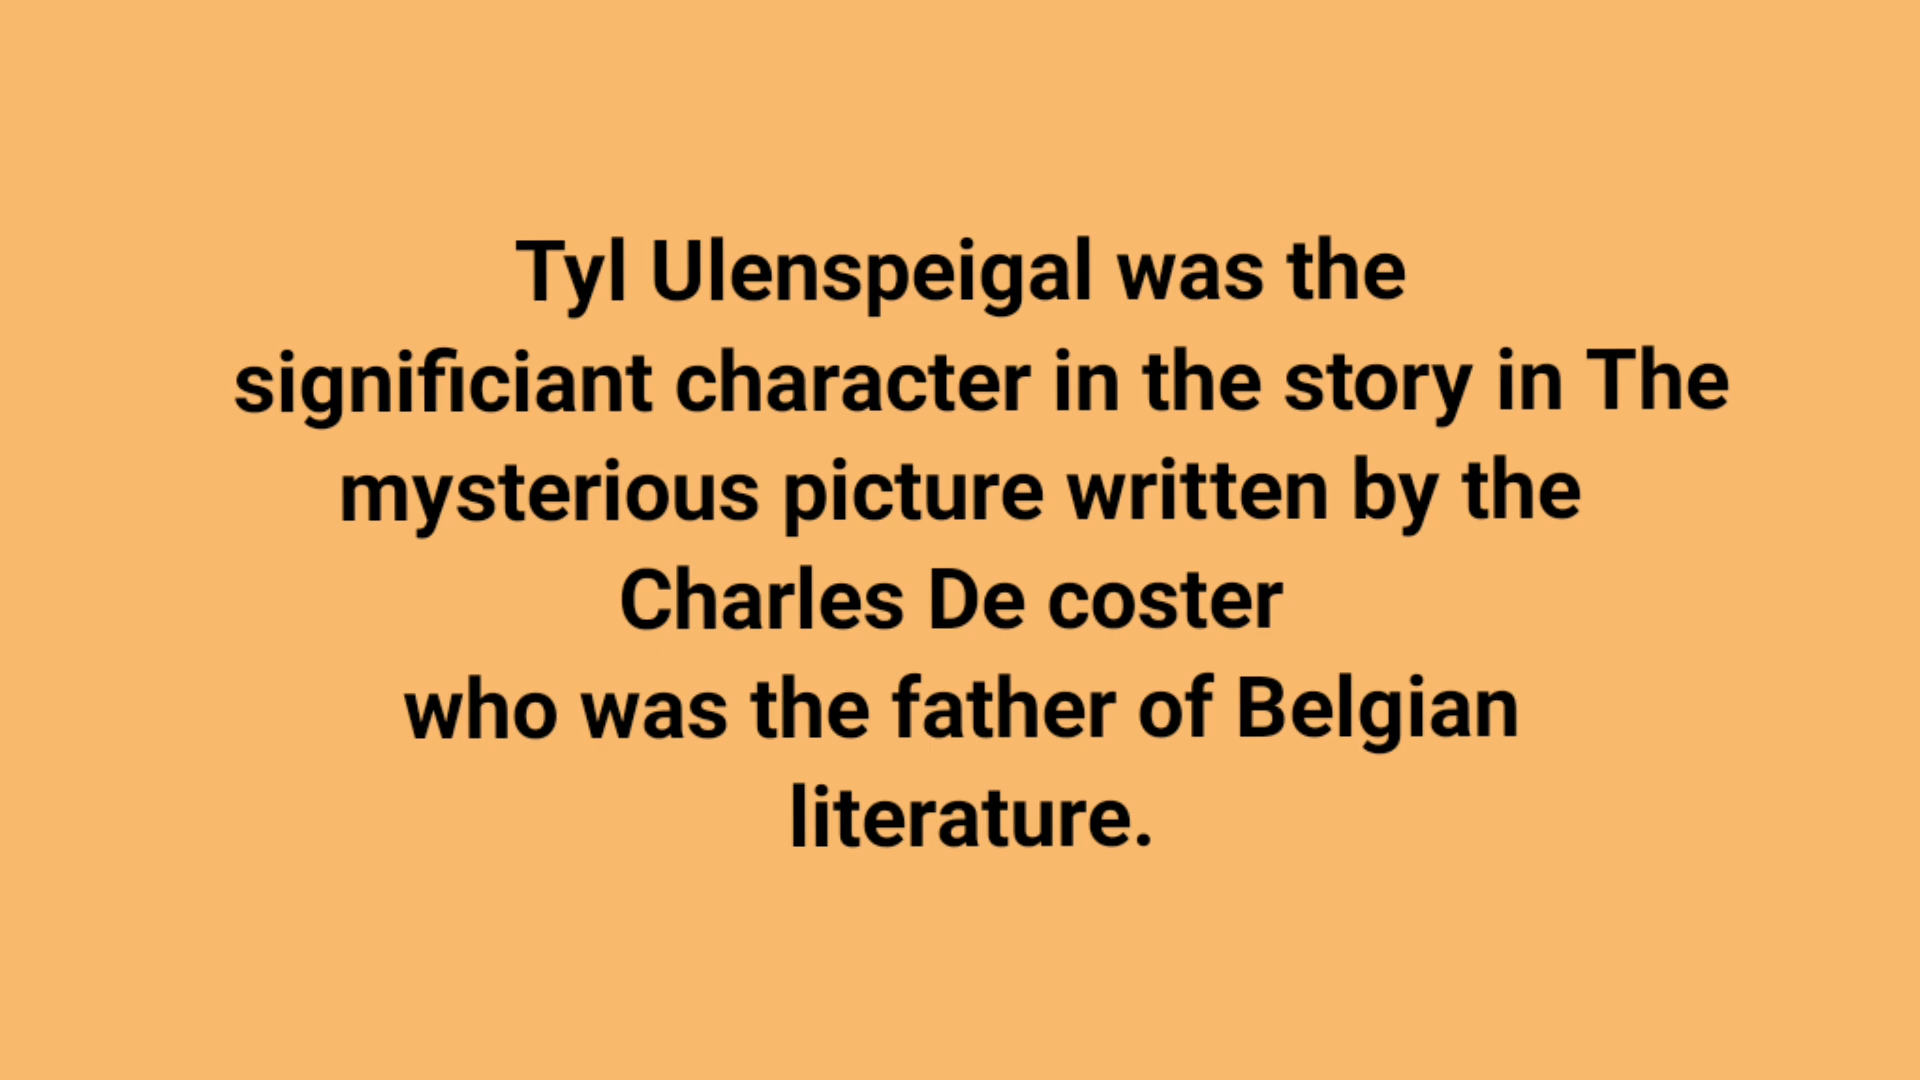 Tyl Ulenspeigal was the
significiant character in the story in The
mysterious picture written by the
Charles De coster
who was the father of Belgian
literature.